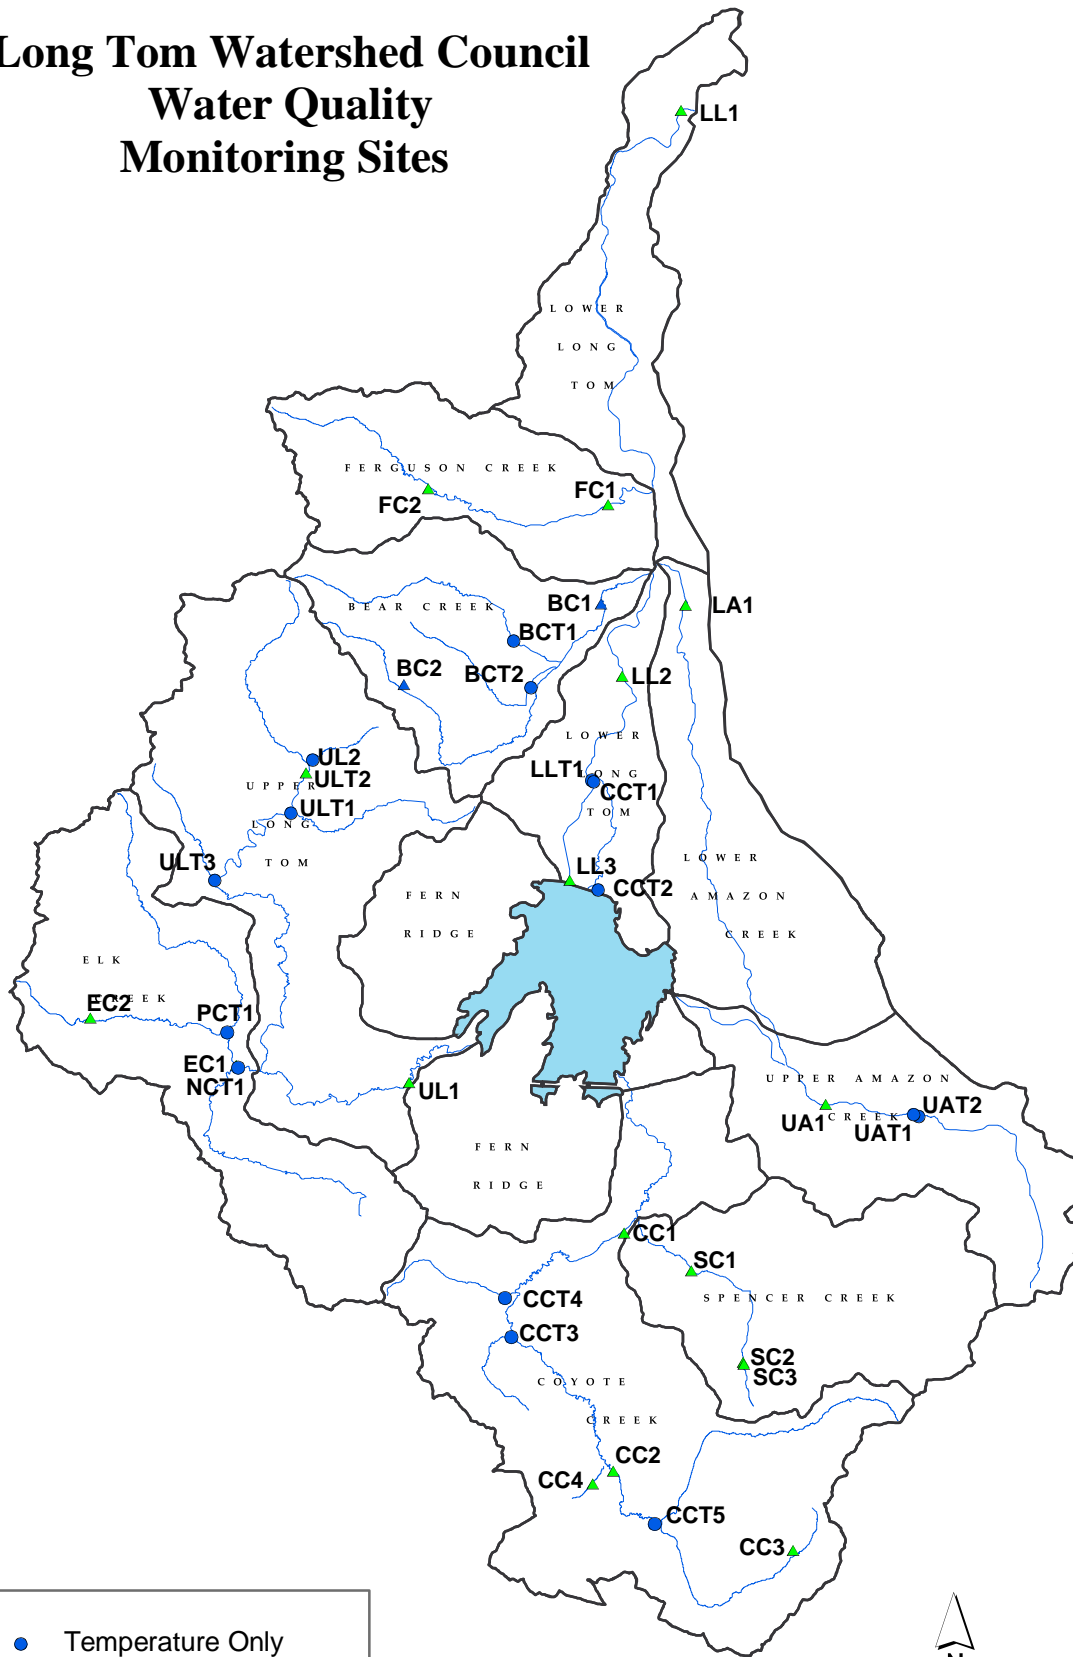 Long Tom Watershed Council
Water Quality
Monitoring Sites
LL1
LOWER
LONG
TOM
FERGUSON CREEK
FC2
FC1
BEAR CREEK
BC1
BCT1
BC2
BCT2
LA1
LL2
LOWER
LONG
TOM
LLT1
CCT1
UL2
ULT2
UPPER
ULT1
LONG
TOM
ULT3
LL3
CCT2
FERN
RIDGE
LOWER
AMAZON
CREEK
ELK
CREEK
EC2
PCT1
EC1
NCT1
UL1
UPPER AMAZON
CREEK
UA1
UAT1
UAT2
FERN
RIDGE
CC1
SC1
SPENCER CREEK
CCT4
CCT3
SC2
SC3
COYOTE
CREEK
CC2
CC4
CCT5
CC3
Temperature Only